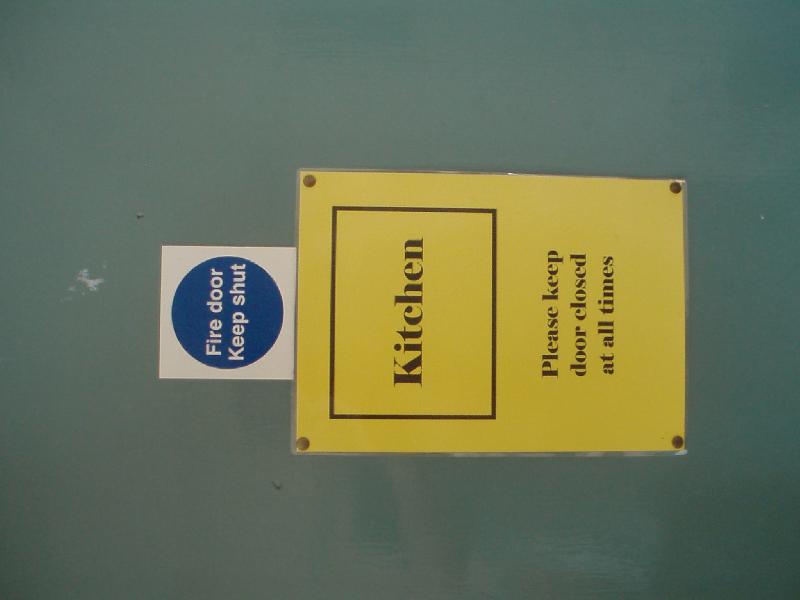 Fire door
Keep shut
Kitchen
Please keep
door closed
at all times